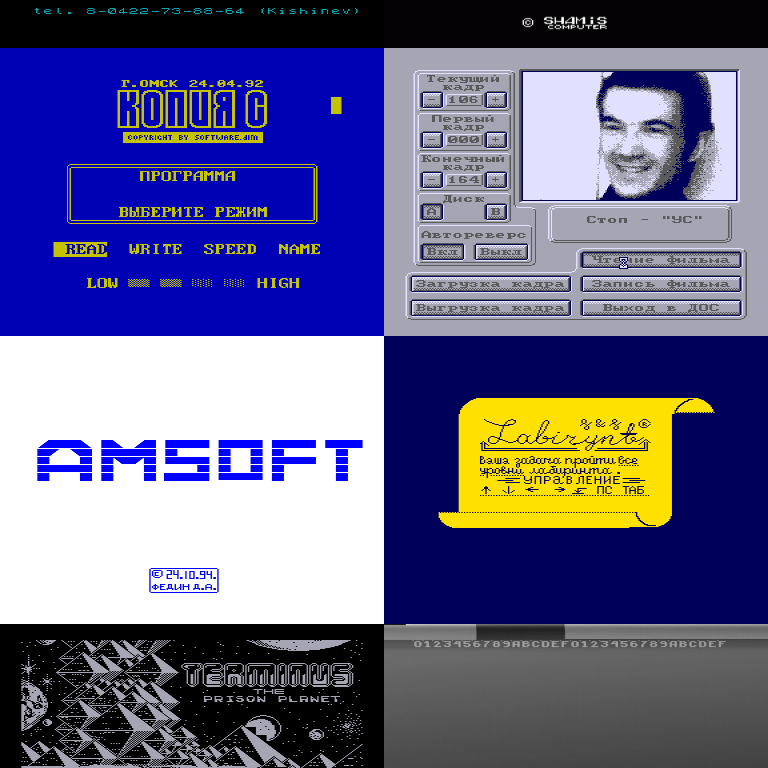 tel. 8-0422-73-88-64 (Kishinev)
© SHAMIS
COMPUTER
Г.ОМСК 24.04.92
КОПИЯ С
COPYRIGHT BY SOFTWARE.DIM
ПРОГРАММА
ВЫБЕРИТЕ РЕЖИМ
READ WRITE SPEED NAME
LOW HIGH
Текущий
кадр
- 106 +
Первый
кадр
- 000 +
Конечный
кадр
- 164 +
Диск
A B
Автореверс
Вкл Выкл
Стоп - "УС"
Чтение фильма
Загрузка кадра Запись фильма
Выгрузка кадра Выход в ДОС
AMSOFT
© 24.10.94.
ФЕДИН Д.А.
Labirynt ®
Ваша задача пройти все
уровни лабиринта.
УПРАВЛЕНИЕ
↑ ↓ ← → ПС ТАБ
TERMINUS
THE
PRISON PLANET
0123456789ABCDEF0123456789ABCDEF